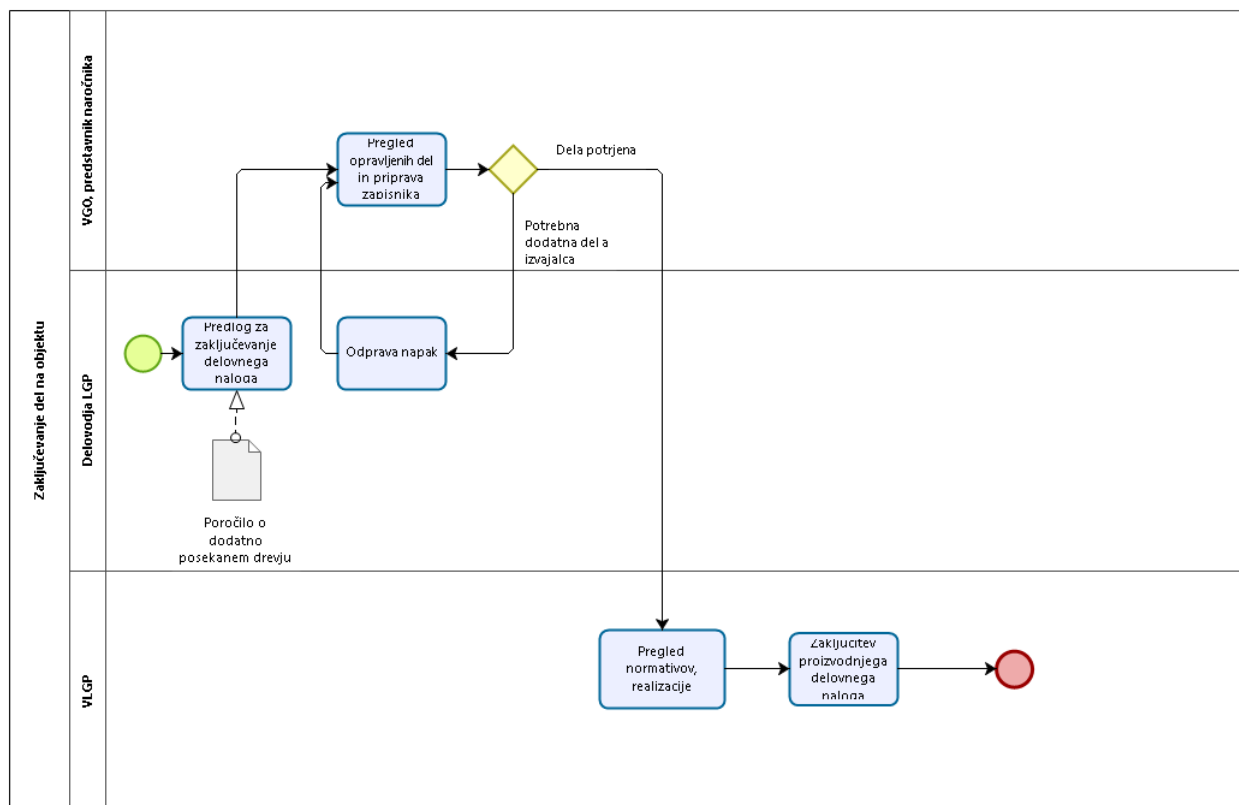 Zaključevanje del na objektu
VGO, predstavnik naročnika
Pregled
opravljenih del
in priprava
zapisnika
Dela potrjena
Potrebna
dodatna del a
izvajalca
Delovodja LGP
Predlog za
zaključevanje
delovnega
naloga
Odprava napak
Poročilo o
dodatno
posekanem drevju
VLGP
Pregled
normativov,
realizacije
Zaključitev
proizvodnjega
delovnega
naloga